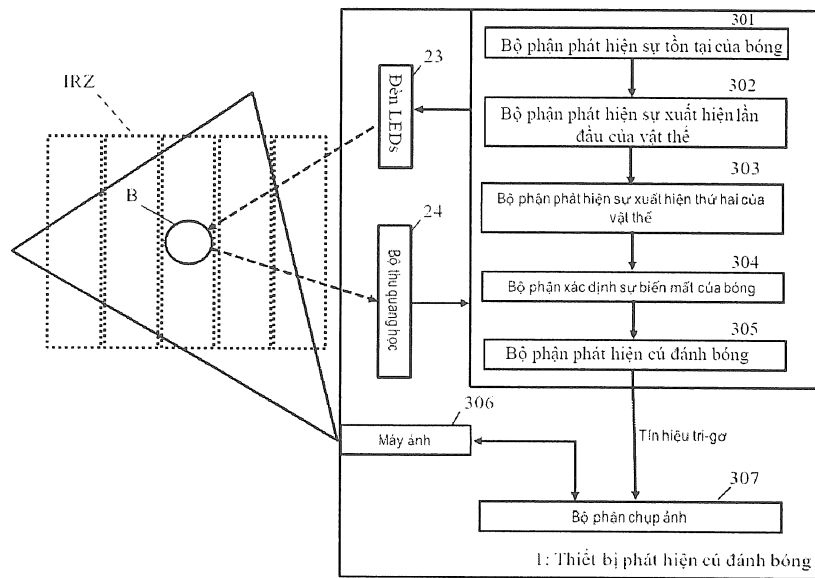 301
Bộ phận phát hiện sự tồn tại của bóng
302
Bộ phận phát hiện sự xuất hiện lần
đầu của vật thể
303
Bộ phận phát hiện sự xuất hiện thứ hai của
vật thể
304
Bộ phận xác dịnh sự biến mất của bóng
305
Bộ phận phát hiện cú đánh bóng
23
Đèn LEDs
IRZ
B
24
Bộ thu quang học
306
Máy ảnh
Tín hiệu tri-gơ
307
Bộ phân chụp ảnh
1: Thiết bị phát hiện cú đánh bóng